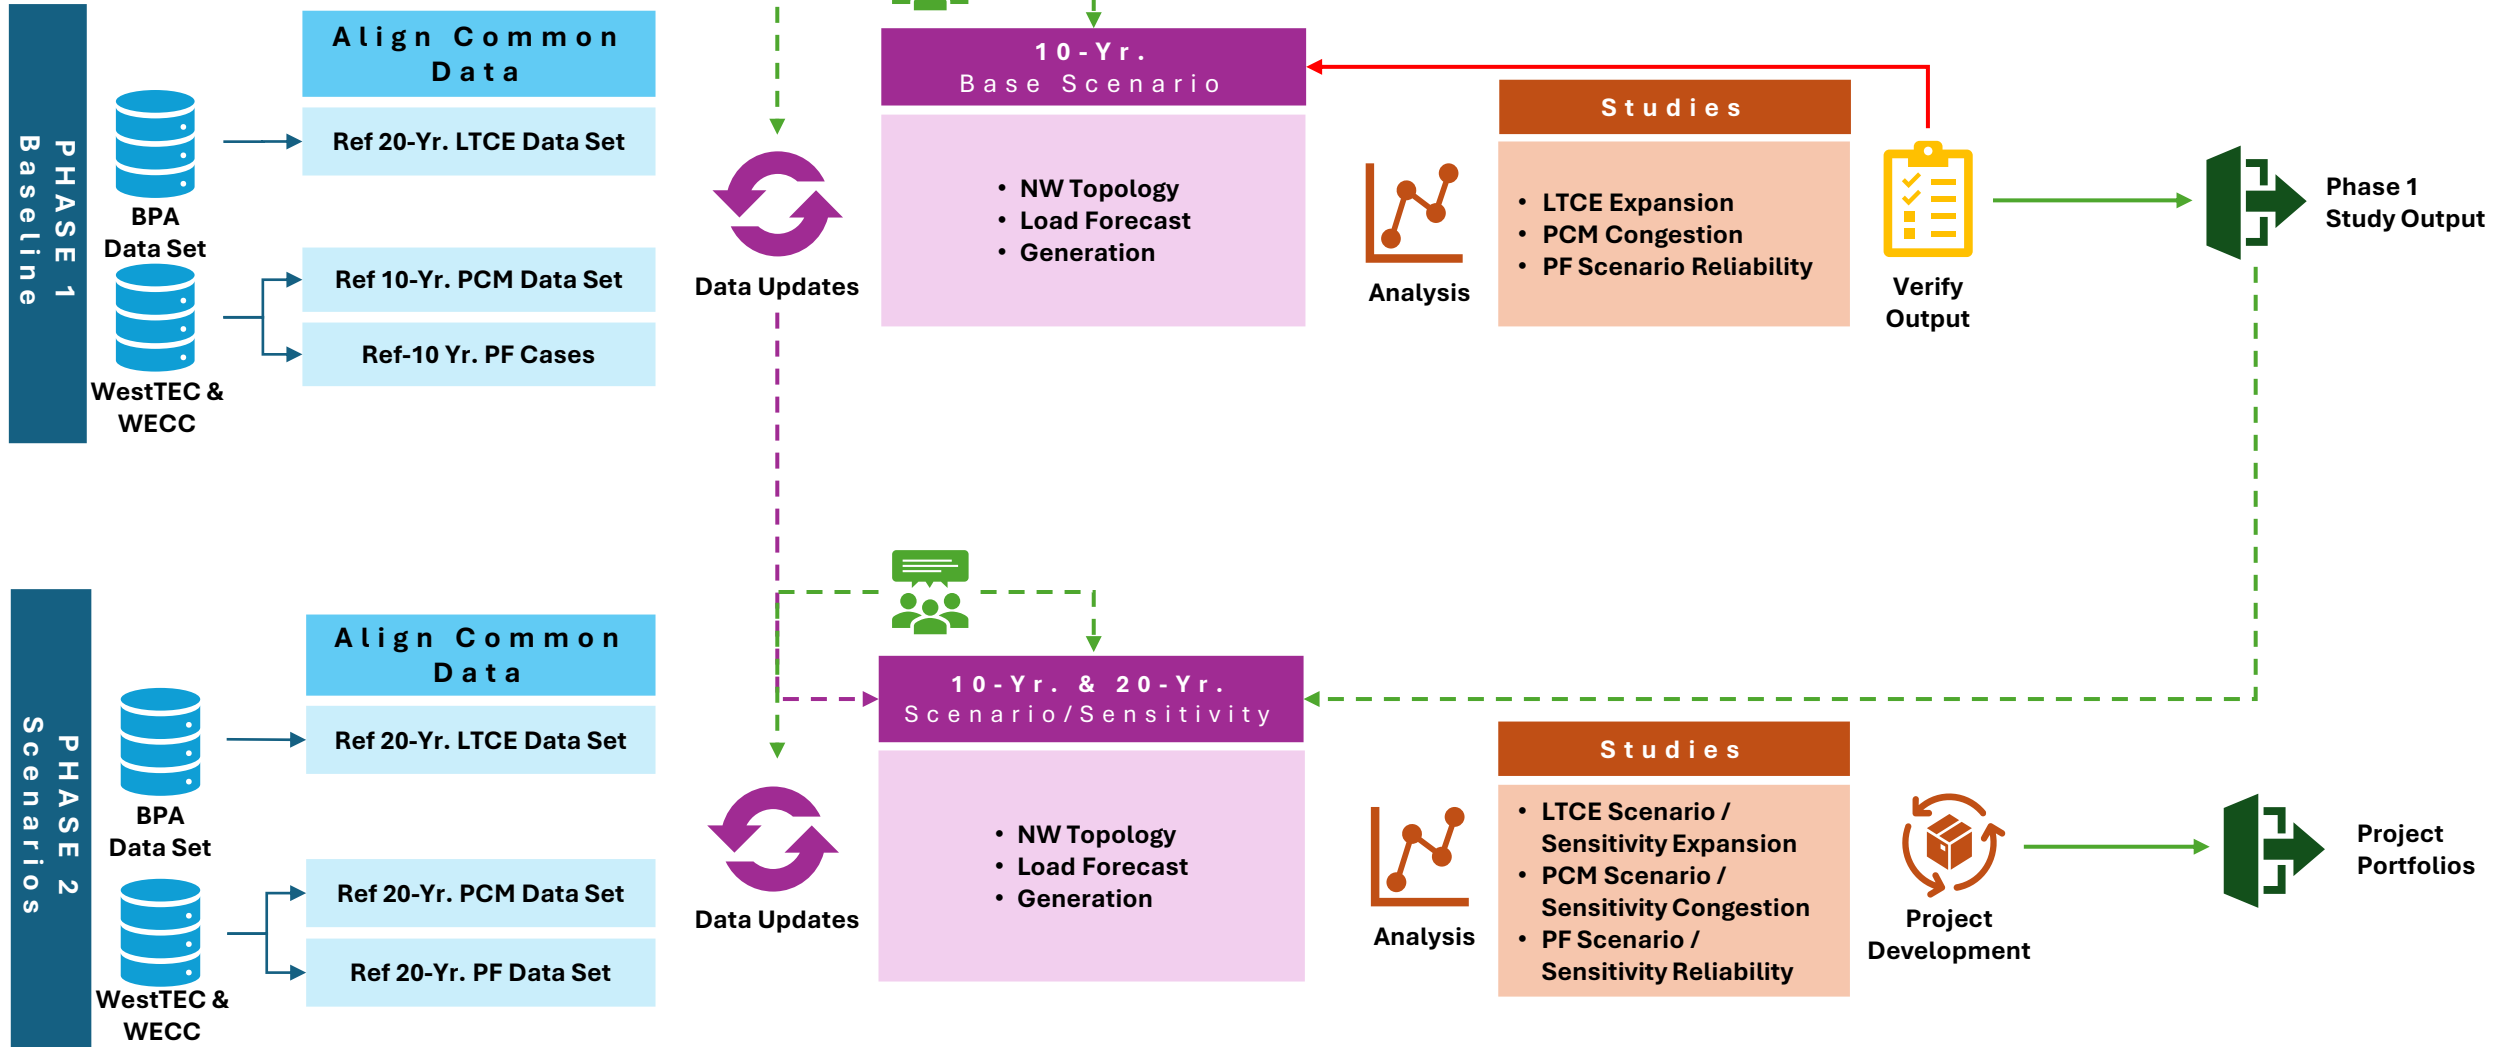 PHASE 1
Baseline
BPA
Data Set
WestTEC &
WECC
Align Common
Data
Ref 20-Yr. LTCE Data Set
Ref 10-Yr. PCM Data Set
Ref-10 Yr. PF Cases
Data Updates
10-Yr.
Base Scenario
• NW Topology
• Load Forecast
• Generation
Analysis
Studies
• LTCE Expansion
• PCM Congestion
• PF Scenario Reliability
Verify
Output
Phase 1
Study Output
PHASE 2
Scenarios
BPA
Data Set
WestTEC &
WECC
Align Common
Data
Ref 20-Yr. LTCE Data Set
Ref 20-Yr. PCM Data Set
Ref 20-Yr. PF Data Set
Data Updates
10-Yr. & 20-Yr.
Scenario/Sensitivity
• NW Topology
• Load Forecast
• Generation
Analysis
Studies
• LTCE Scenario /
Sensitivity Expansion
• PCM Scenario /
Sensitivity Congestion
• PF Scenario /
Sensitivity Reliability
Project
Development
Project
Portfolios